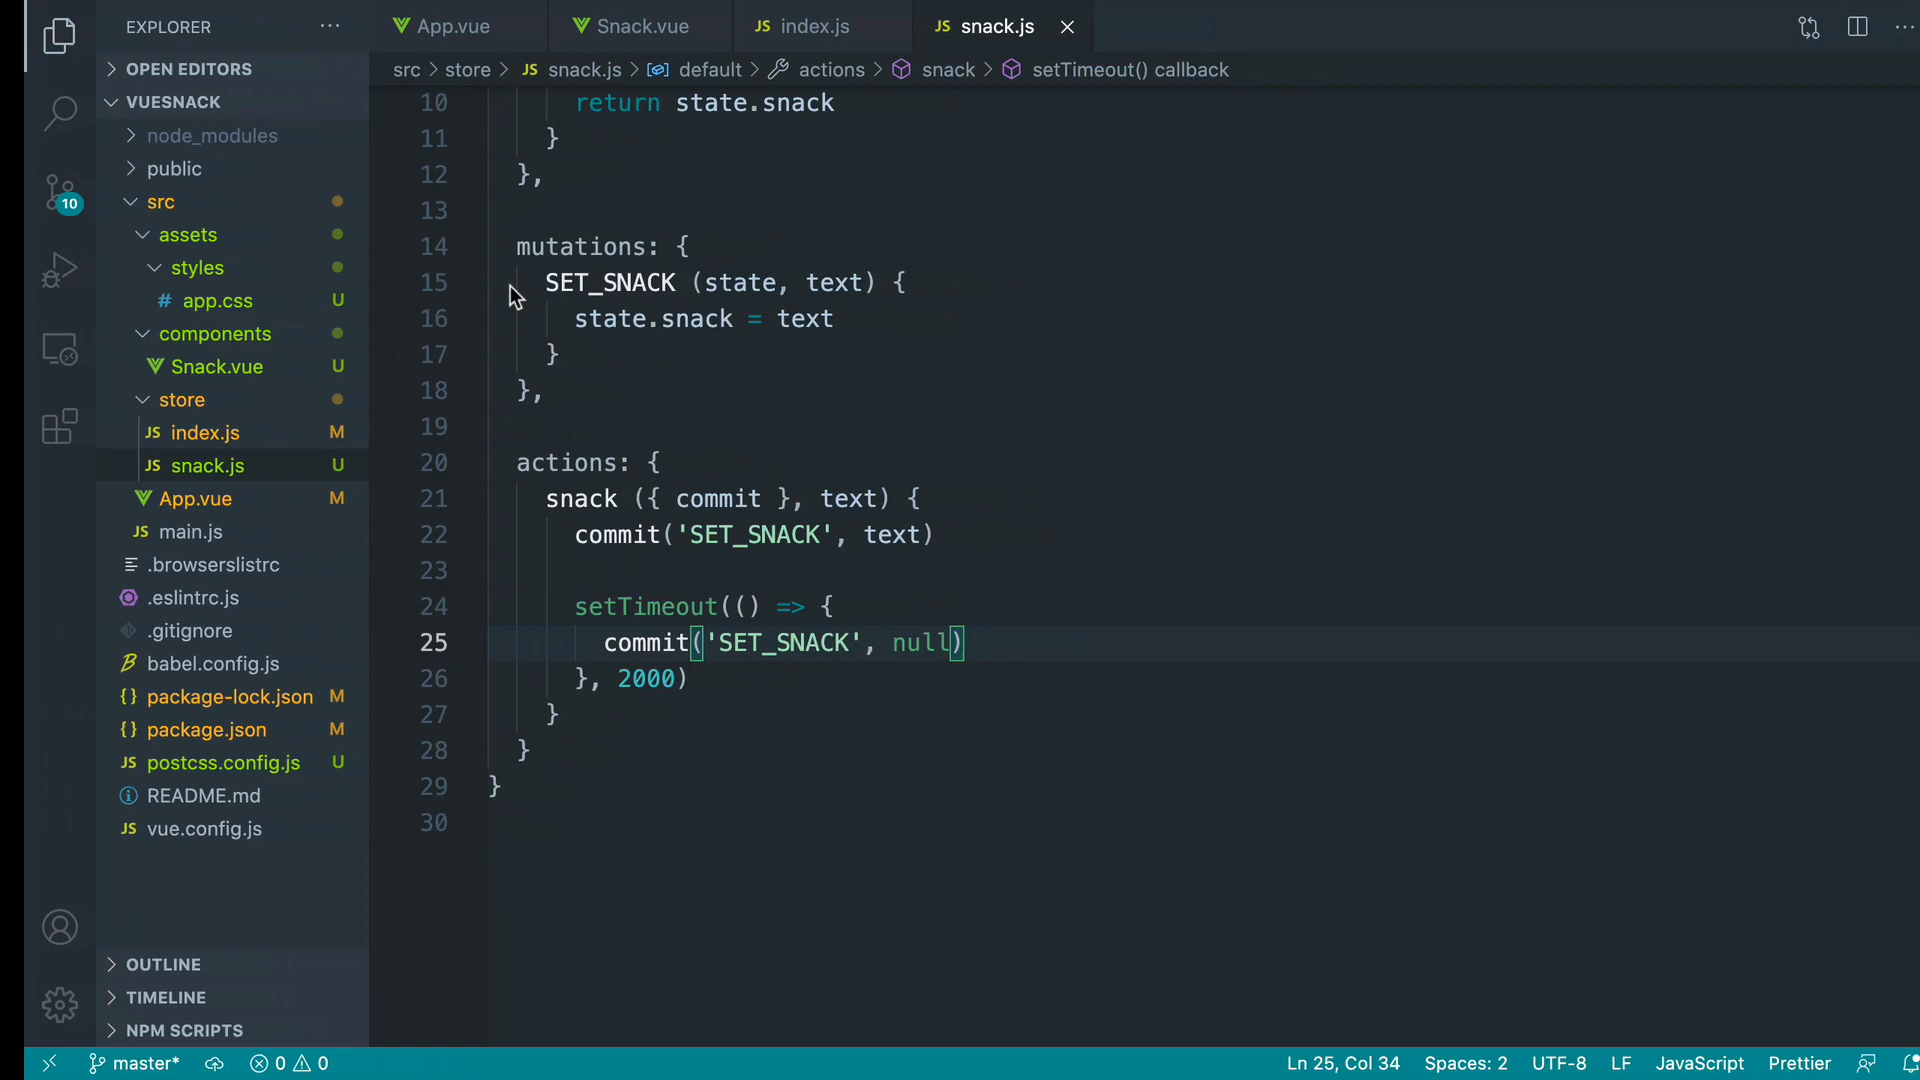 EXPLORER
OPEN EDITORS
VUESNACK
node_modules
public
src
assets
styles
# app.css U
components
Snack.vue U
store
JS index.js M
JS snack.js U
App.vue M
JS main.js
.browserslistrc
.eslintrc.js
.gitignore
babel.config.js
{} package-lock.json M
{} package.json M
JS postcss.config.js U
README.md
JS vue.config.js
OUTLINE
TIMELINE
NPM SCRIPTS
10
App.vue
Snack.vue
JS index.js
JS snack.js
src > store > JS snack.js > default > actions > snack > setTimeout() callback
10 return state.snack
11 }
12 },
13
14 mutations: {
15 SET_SNACK (state, text) {
16 state.snack = text
17 }
18 },
19
20 actions: {
21 snack ({ commit }, text) {
22 commit('SET_SNACK', text)
23
24 setTimeout(() => {
25 commit('SET_SNACK', null)
26 }, 2000)
27 }
28 }
29 }
30
master* 0 0
Ln 25, Col 34 Spaces: 2 UTF-8 LF JavaScript Prettier